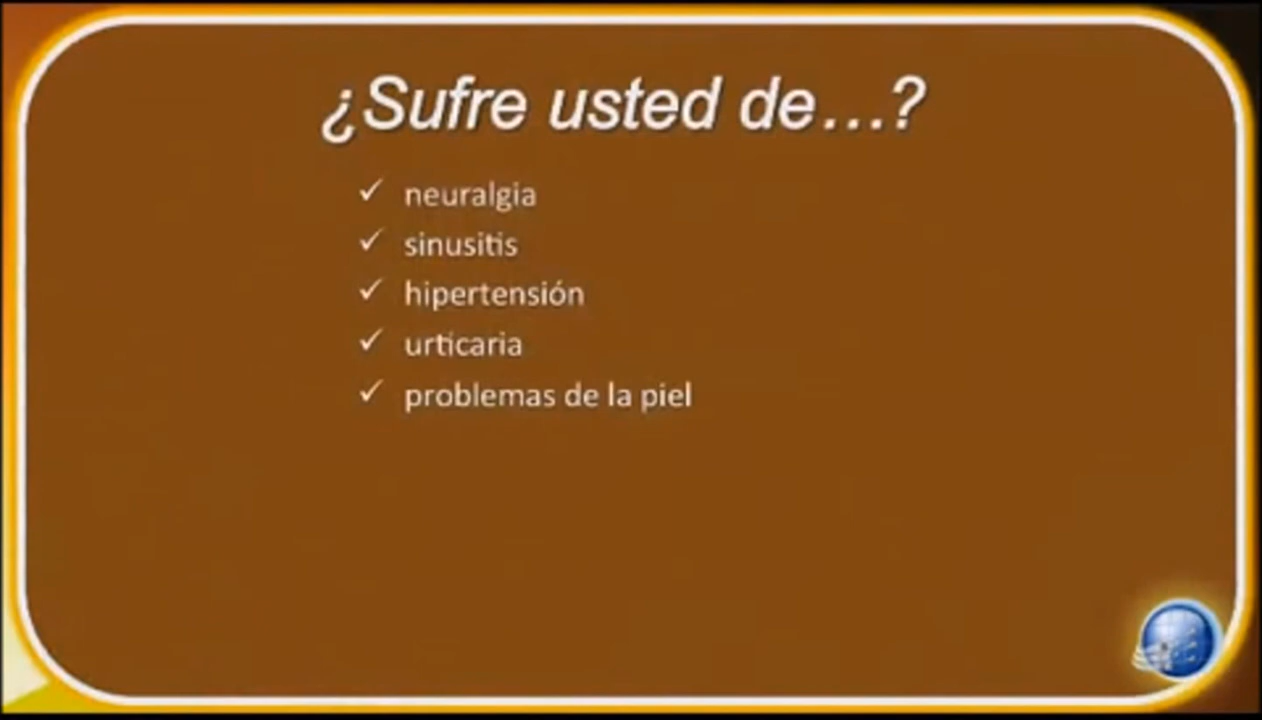 ¿Sufre usted de...?
✓ neuralgia
✓ sinusitis
✓ hipertensión
✓ urticaria
✓ problemas de la piel